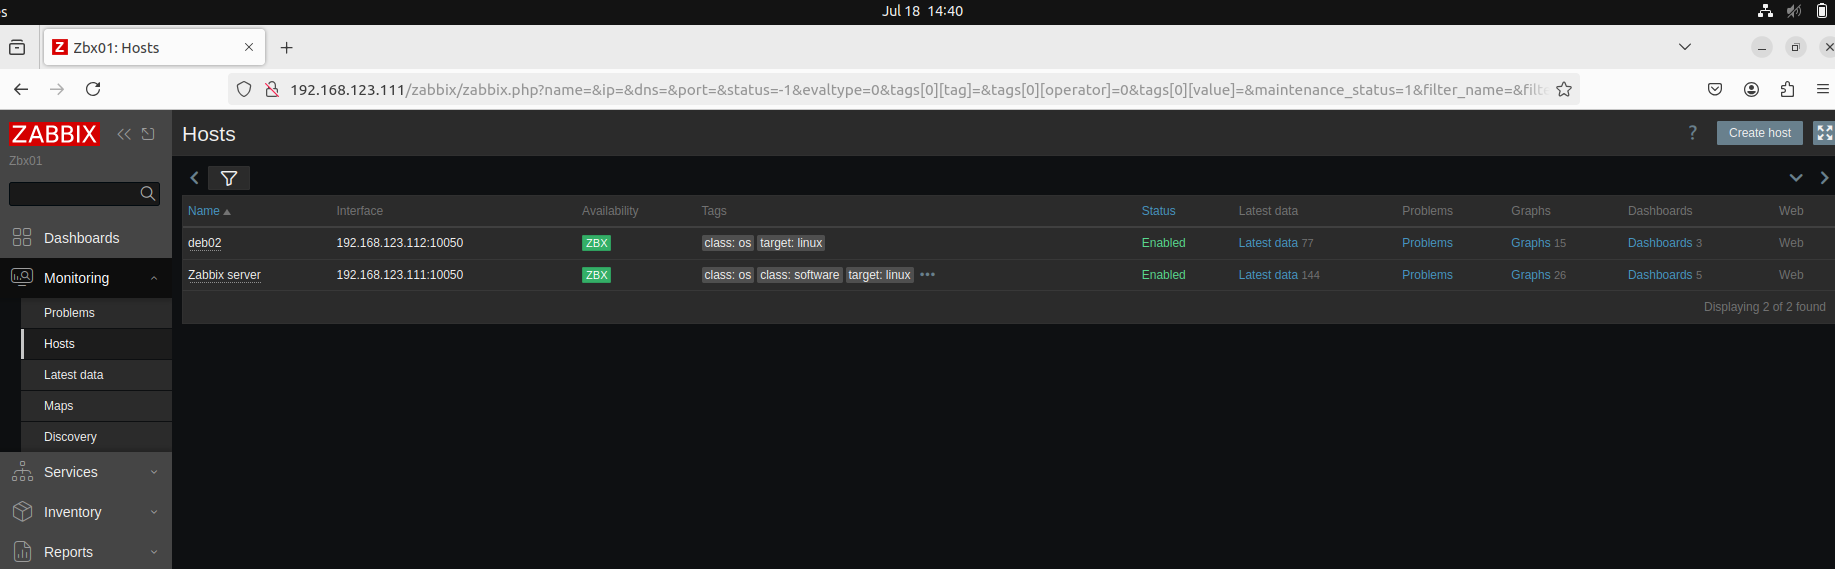 es
Jul 18 14:40
Zbx01: Hosts
192.168.123.111/zabbix/zabbix.php?name=&ip=&dns=&port=&status=-1&evaltype=0&tags[0][tag]=&tags[0][operator]=0&tags[0][value]=&maintenance_status=1&filter_name=&filte
ZABBIX
Zbx01
Hosts
? Create host
Name Interface Availability Tags Status Latest data Problems Graphs Dashboards Web
deb02 192.168.123.112:10050 ZBX class: os target: linux Enabled Latest data 77 Problems Graphs 15 Dashboards 3 Web
Zabbix server 192.168.123.111:10050 ZBX class: os class: software target: linux ••• Enabled Latest data 144 Problems Graphs 26 Dashboards 5 Web
Displaying 2 of 2 found
Dashboards
Monitoring
Problems
Hosts
Latest data
Maps
Discovery
Services
Inventory
Reports